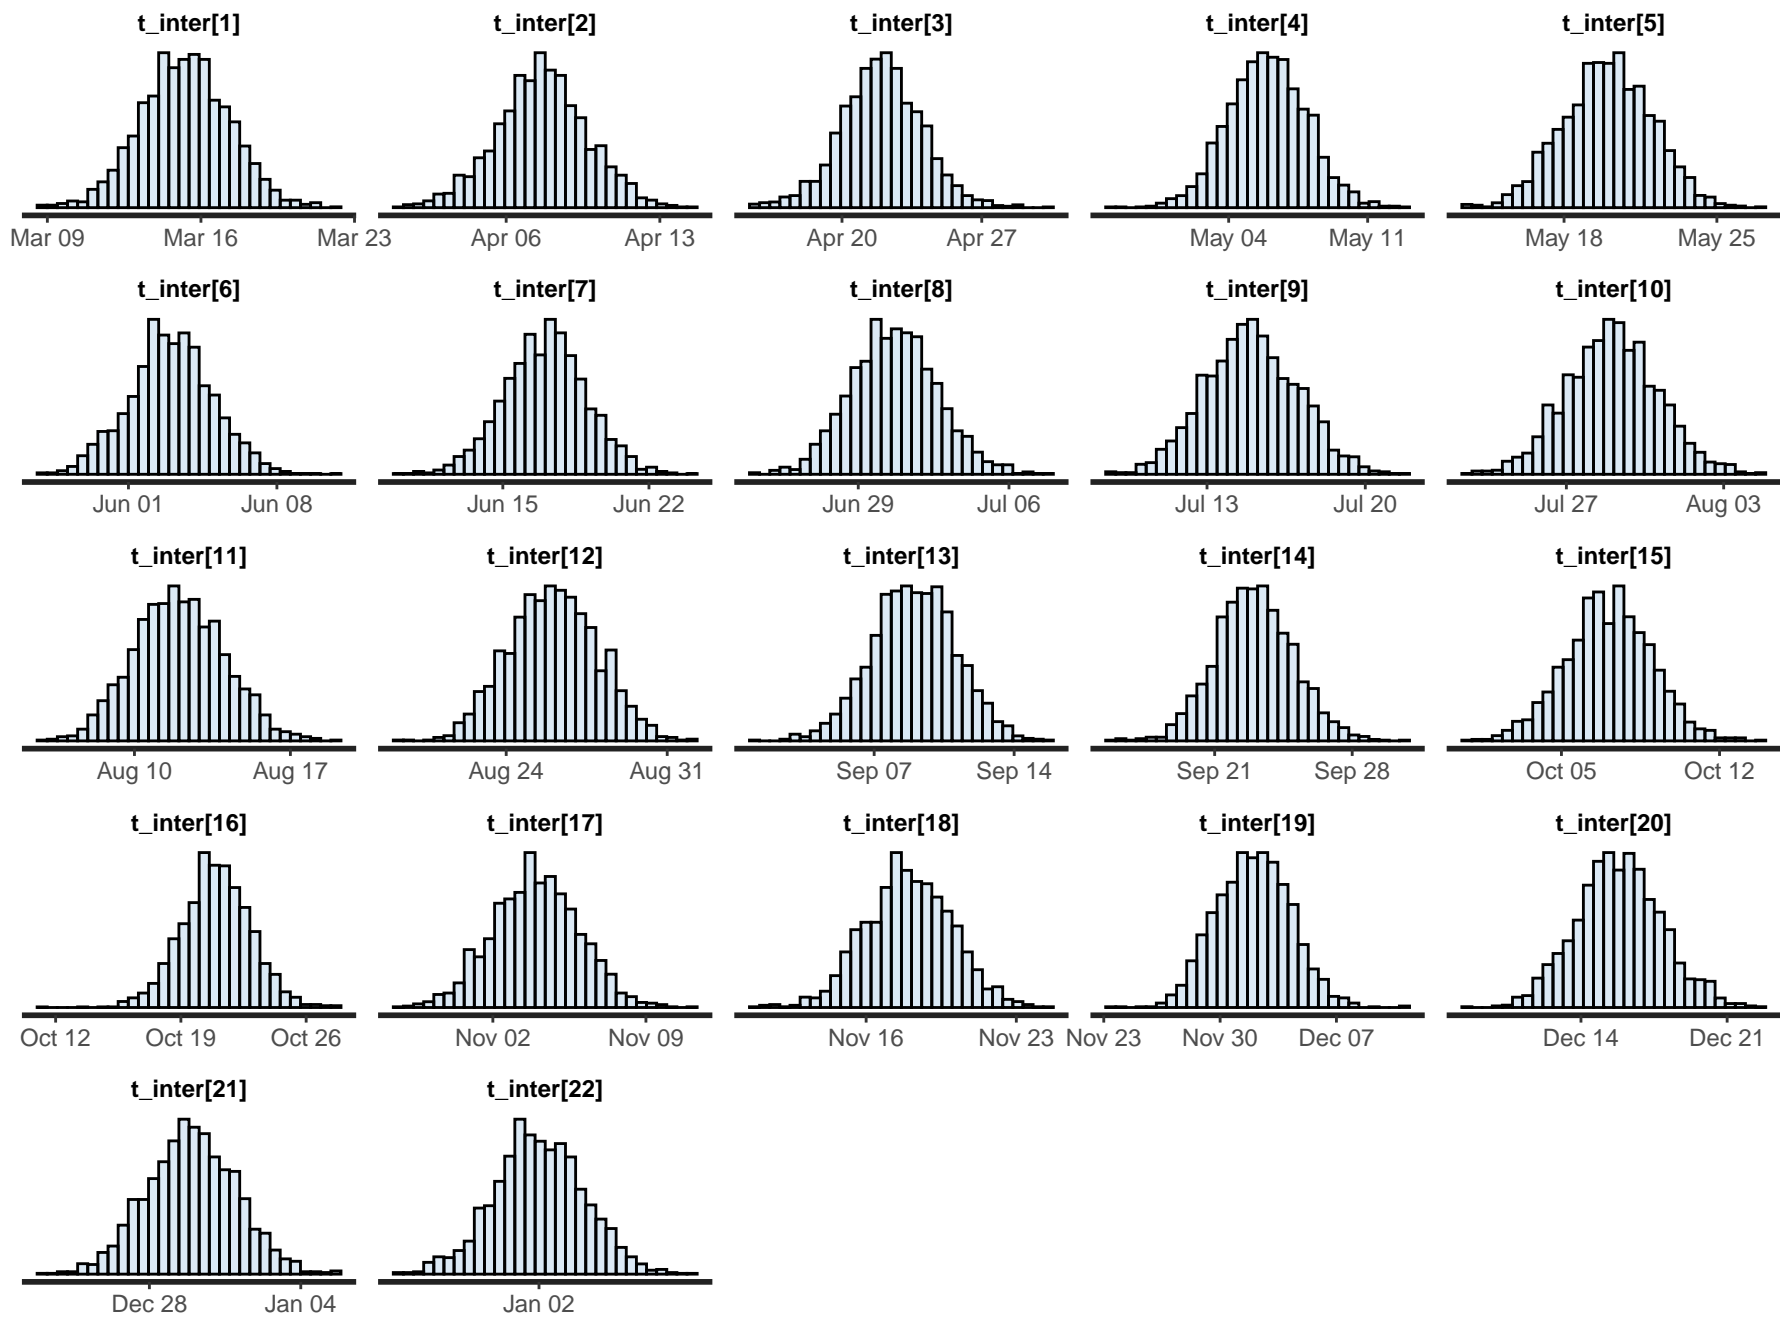 t_inter[1] t_inter[2] t_inter[3] t_inter[4] t_inter[5]
Mar 09 Mar 16 Mar 23 Apr 06 Apr 13 Apr 20 Apr 27 May 04 May 11 May 18 May 25
t_inter[6] t_inter[7] t_inter[8] t_inter[9] t_inter[10]
Jun 01 Jun 08 Jun 15 Jun 22 Jun 29 Jul 06 Jul 13 Jul 20 Jul 27 Aug 03
t_inter[11] t_inter[12] t_inter[13] t_inter[14] t_inter[15]
Aug 10 Aug 17 Aug 24 Aug 31 Sep 07 Sep 14 Sep 21 Sep 28 Oct 05 Oct 12
t_inter[16] t_inter[17] t_inter[18] t_inter[19] t_inter[20]
Oct 12 Oct 19 Oct 26 Nov 02 Nov 09 Nov 16 Nov 23 Nov 23 Nov 30 Dec 07 Dec 14 Dec 21
t_inter[21] t_inter[22]
Dec 28 Jan 04 Jan 02